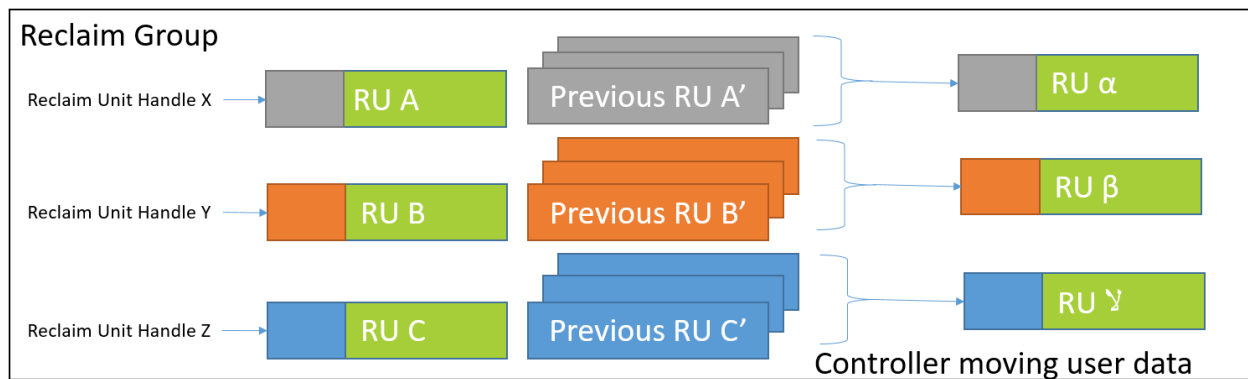 Reclaim Group
Reclaim Unit Handle X
RU A
Previous RU A’
RU α
Reclaim Unit Handle Y
RU B
Previous RU B’
RU β
Reclaim Unit Handle Z
RU C
Previous RU C’
RU ﬠ
Controller moving user data